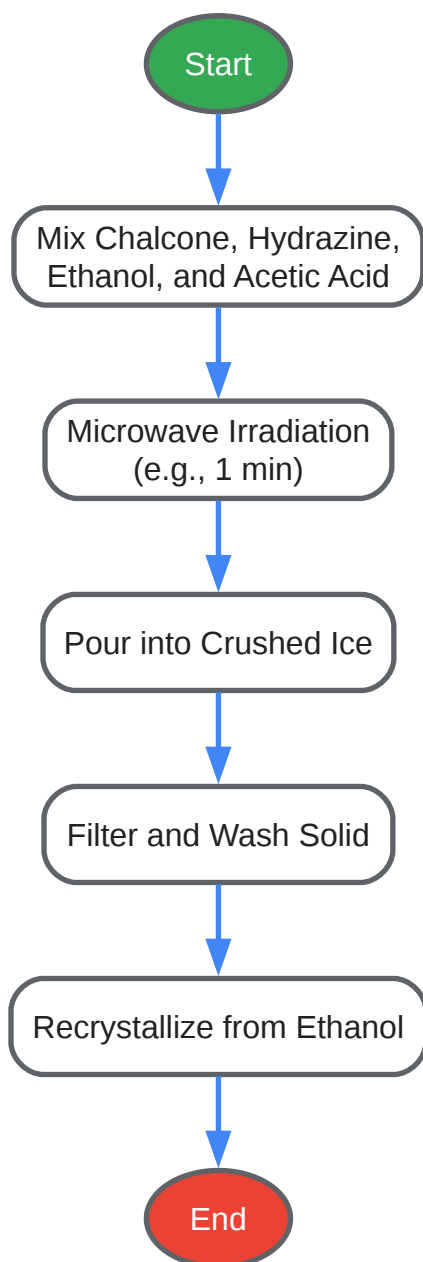 Start
Mix Chalcone, Hydrazine,
Ethanol, and Acetic Acid
Microwave Irradiation
(e.g., 1 min)
Pour into Crushed Ice
Filter and Wash Solid
Recrystallize from Ethanol
End